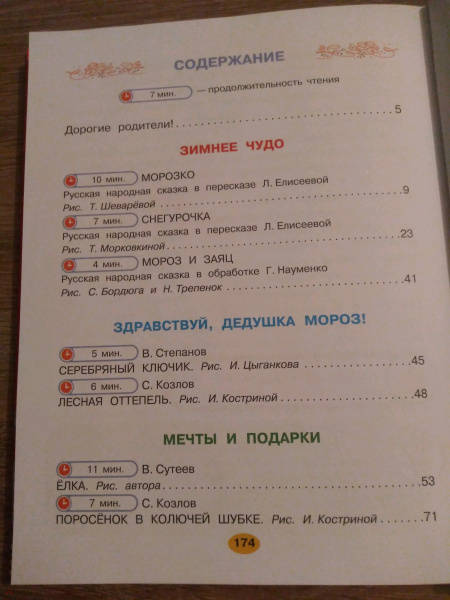 СОДЕРЖАНИЕ
7 мин. — продолжительность чтения
Дорогие родители! 5
ЗИМНЕЕ ЧУДО
10 мин. МОРОЗКО
Русская народная сказка в пересказе Л. Елисеевой
Рис. Т. Шеварёвой 9
7 мин. СНЕГУРОЧКА
Русская народная сказка в пересказе Л. Елисеевой
Рис. Т. Морковкиной 23
4 мин. МОРОЗ И ЗАЯЦ
Русская народная сказка в обработке Г. Науменко
Рис. С. Бордюга и Н. Трепенок 41
ЗДРАВСТВУЙ, ДЕДУШКА МОРОЗ!
5 мин. В. Степанов
СЕРЕБРЯНЫЙ КЛЮЧИК. Рис. И. Цыганкова 45
6 мин. С. Козлов
ЛЕСНАЯ ОТТЕПЕЛЬ. Рис. И. Костриной 48
МЕЧТЫ И ПОДАРКИ
11 мин. В. Сутеев
ЁЛКА. Рис. автора 53
7 мин. С. Козлов
ПОРОСЁНОК В КОЛЮЧЕЙ ШУБКЕ. Рис. И. Костриной 71
174